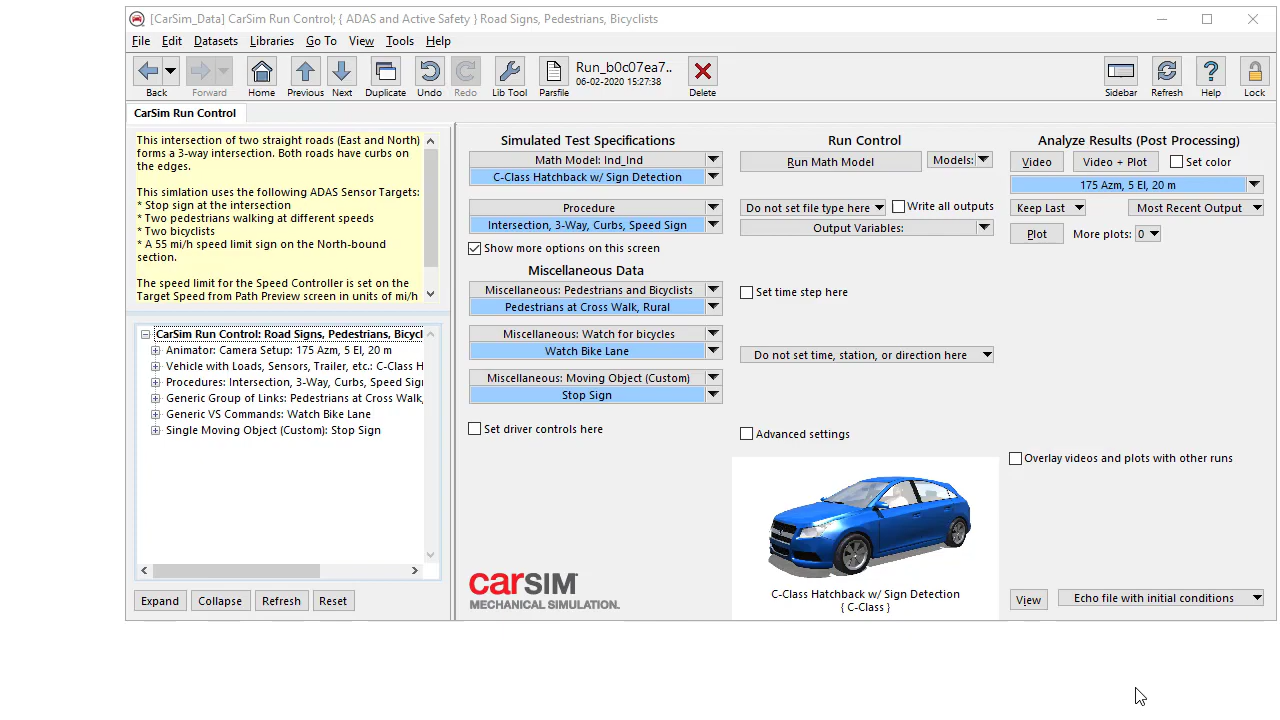 [CarSim_Data] CarSim Run Control; { ADAS and Active Safety } Road Signs, Pedestrians, Bicyclists
File Edit Datasets Libraries Go To View Tools Help
Back Forward Home Previous Next Duplicate Undo Redo Lib Tool Parsfile
Run_b0c07ea7..
06-02-2020 15:27:38
Delete Sidebar Refresh Help Lock
CarSim Run Control
This intersection of two straight roads (East and North)
forms a 3-way intersection. Both roads have curbs on
the edges.
This simlation uses the following ADAS Sensor Targets:
* Stop sign at the intersection
* Two pedestrians walking at different speeds
* Two bicyclists
* A 55 mi/h speed limit sign on the North-bound
section.
The speed limit for the Speed Controller is set on the
Target Speed from Path Preview screen in units of mi/h
CarSim Run Control: Road Signs, Pedestrians, Bicycl
Animator: Camera Setup: 175 Azm, 5 El, 20 m
Vehicle with Loads, Sensors, Trailer, etc.: C-Class H
Procedures: Intersection, 3-Way, Curbs, Speed Sign
Generic Group of Links: Pedestrians at Cross Walk,
Generic VS Commands: Watch Bike Lane
Single Moving Object (Custom): Stop Sign
Expand Collapse Refresh Reset
Simulated Test Specifications
Math Model: Ind_Ind
C-Class Hatchback w/ Sign Detection
Procedure
Intersection, 3-Way, Curbs, Speed Sign
Show more options on this screen
Miscellaneous Data
Miscellaneous: Pedestrians and Bicyclists
Pedestrians at Cross Walk, Rural
Miscellaneous: Watch for bicycles
Watch Bike Lane
Miscellaneous: Moving Object (Custom)
Stop Sign
Set driver controls here
carSIM
MECHANICAL SIMULATION.
Run Control
Run Math Model Models:
Do not set file type here Write all outputs
Output Variables:
Set time step here
Do not set time, station, or direction here
Advanced settings
C-Class Hatchback w/ Sign Detection
{ C-Class }
Analyze Results (Post Processing)
Video Video + Plot Set color
175 Azm, 5 El, 20 m
Keep Last Most Recent Output
Plot More plots: 0
Overlay videos and plots with other runs
View Echo file with initial conditions